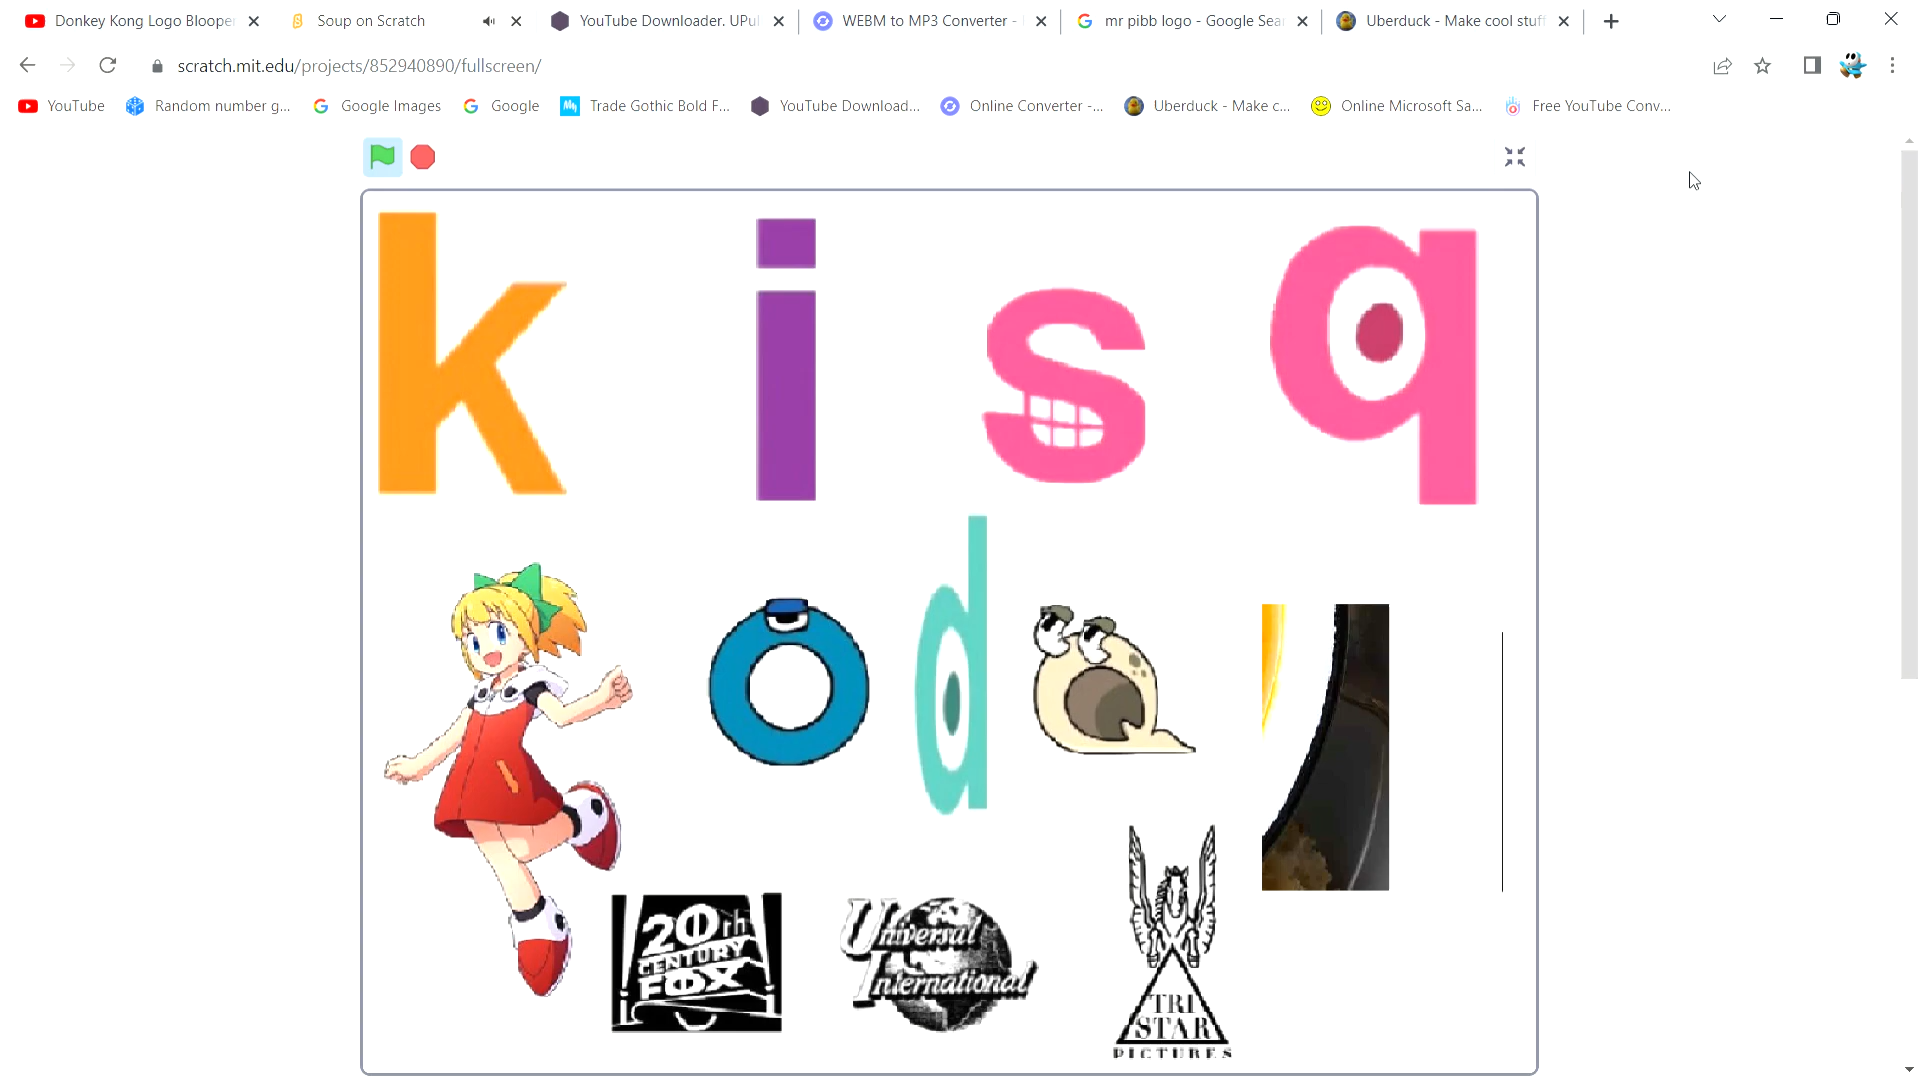 Donkey Kong Logo Blooper
Soup on Scratch
YouTube Downloader. UPul
WEBM to MP3 Converter -
mr pibb logo - Google Sea
Uberduck - Make cool stuff
scratch.mit.edu/projects/852940890/fullscreen/
YouTube
Random number g...
Google Images
Google
My
Trade Gothic Bold F...
YouTube Download...
Online Converter -...
Uberduck - Make c...
Online Microsoft Sa...
Free YouTube Conv...
k i s q
d
20th
CENTURY
FOX
Universal
International
TRI
STAR
PICTURES